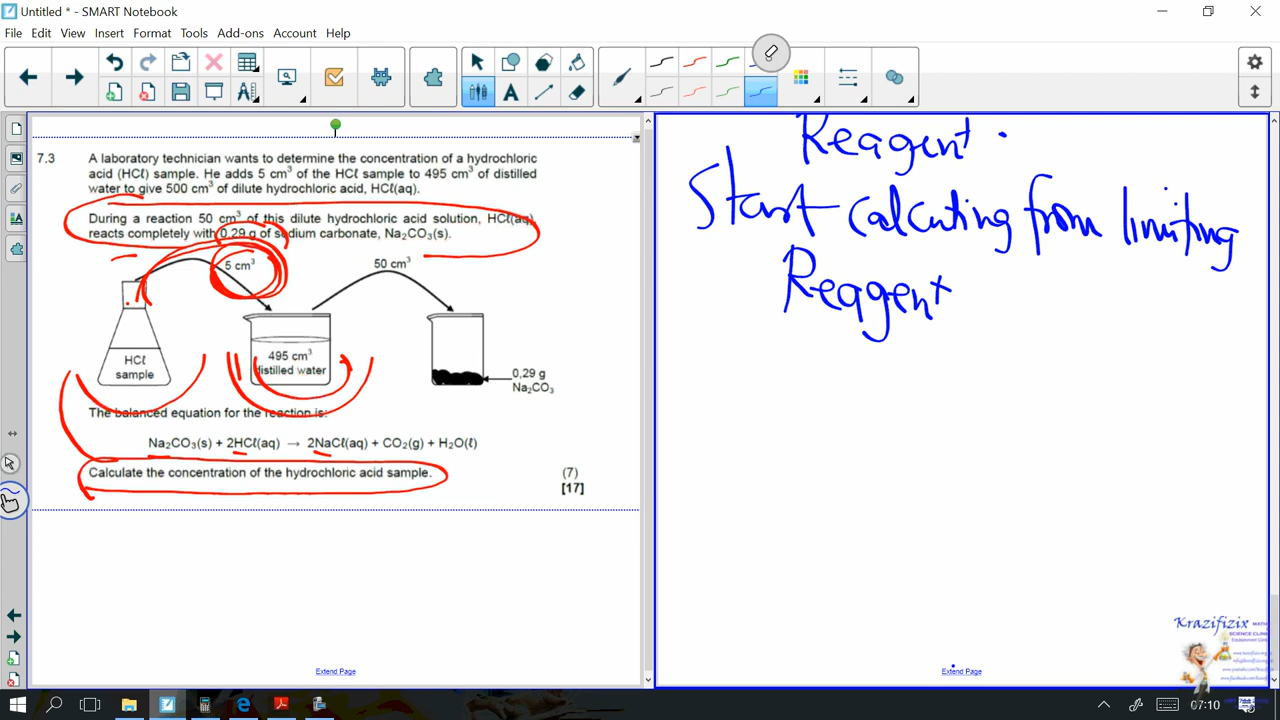 Untitled * - SMART Notebook
File Edit View Insert Format Tools Add-ons Account Help
7.3 A laboratory technician wants to determine the concentration of a hydrochloric
acid (HCℓ) sample. He adds 5 cm³ of the HCℓ sample to 495 cm³ of distilled
water to give 500 cm³ of dilute hydrochloric acid, HCℓ(aq).
During a reaction 50 cm³ of this dilute hydrochloric acid solution, HCℓ(aq)
reacts completely with 0,29 g of sodium carbonate, Na₂CO₃(s).
5 cm³
50 cm³
HCℓ
sample
495 cm³
distilled water
0,29 g
Na₂CO₃
The balanced equation for the reaction is:
Na₂CO₃(s) + 2HCℓ(aq) → 2NaCℓ(aq) + CO₂(g) + H₂O(ℓ)
Calculate the concentration of the hydrochloric acid sample. (7)
[17]
Extend Page
Reagent.
Start calcuting from limiting
Reagent
Krazifizix MATH
SCIENCE CLINIC
Extend Page
07:10